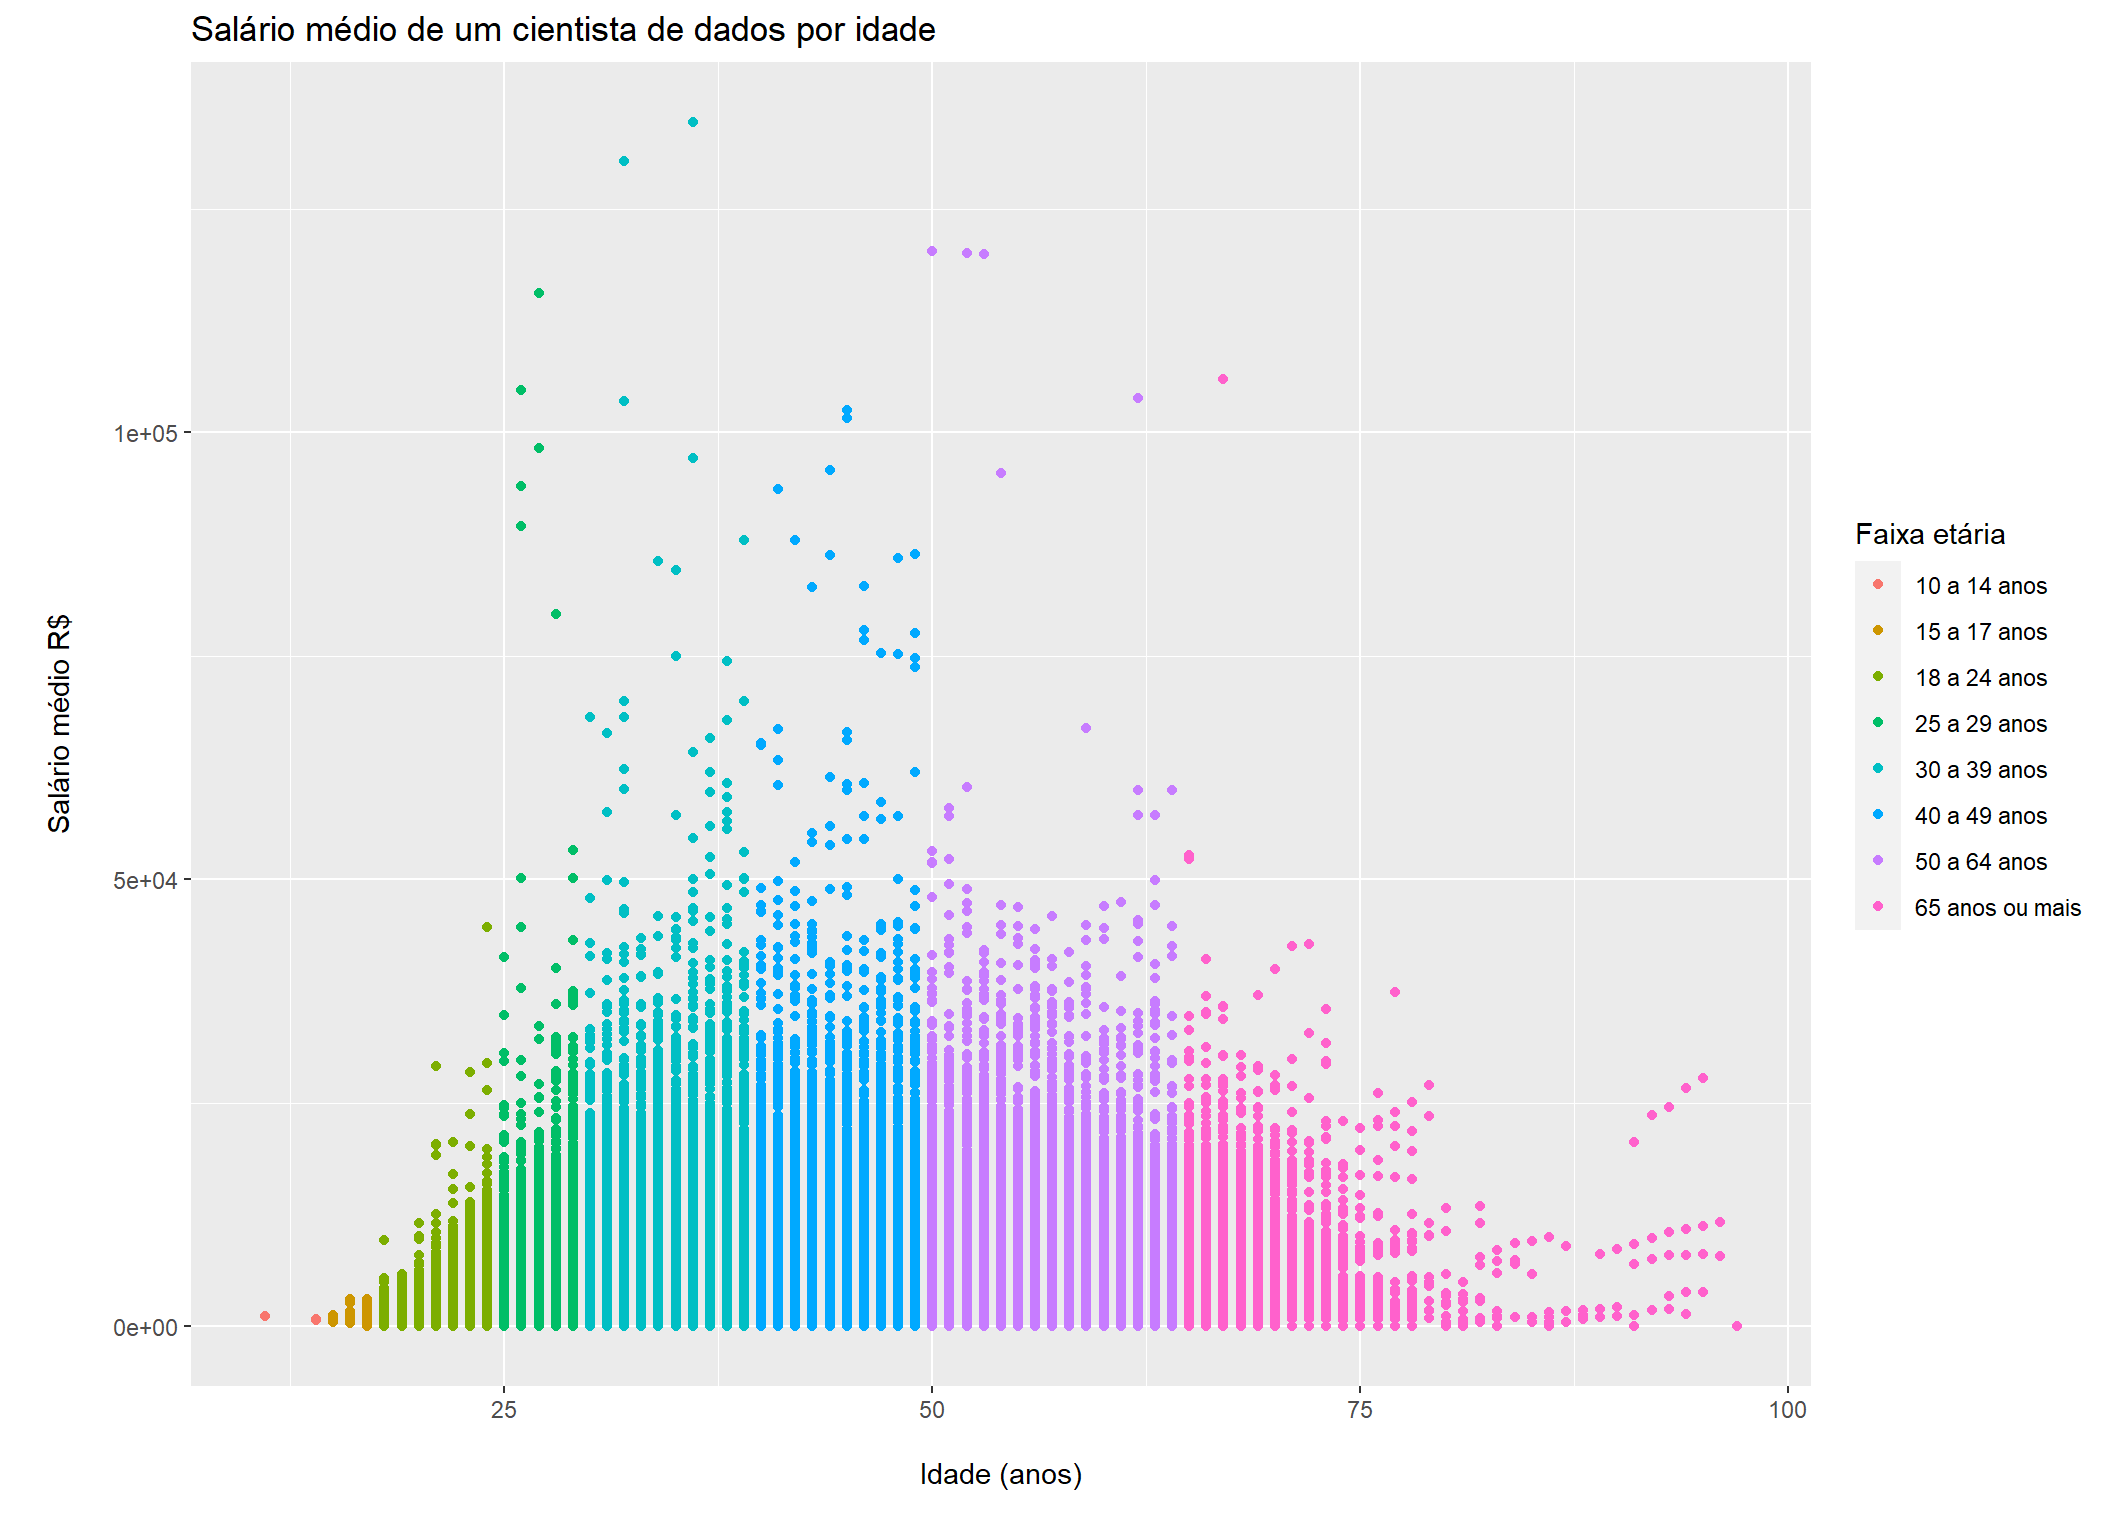 Salário médio de um cientista de dados por idade
Salário médio R$
1e+05
5e+04
0e+00
25
50
75
100
Idade (anos)
Faixa etária
10 a 14 anos
15 a 17 anos
18 a 24 anos
25 a 29 anos
30 a 39 anos
40 a 49 anos
50 a 64 anos
65 anos ou mais